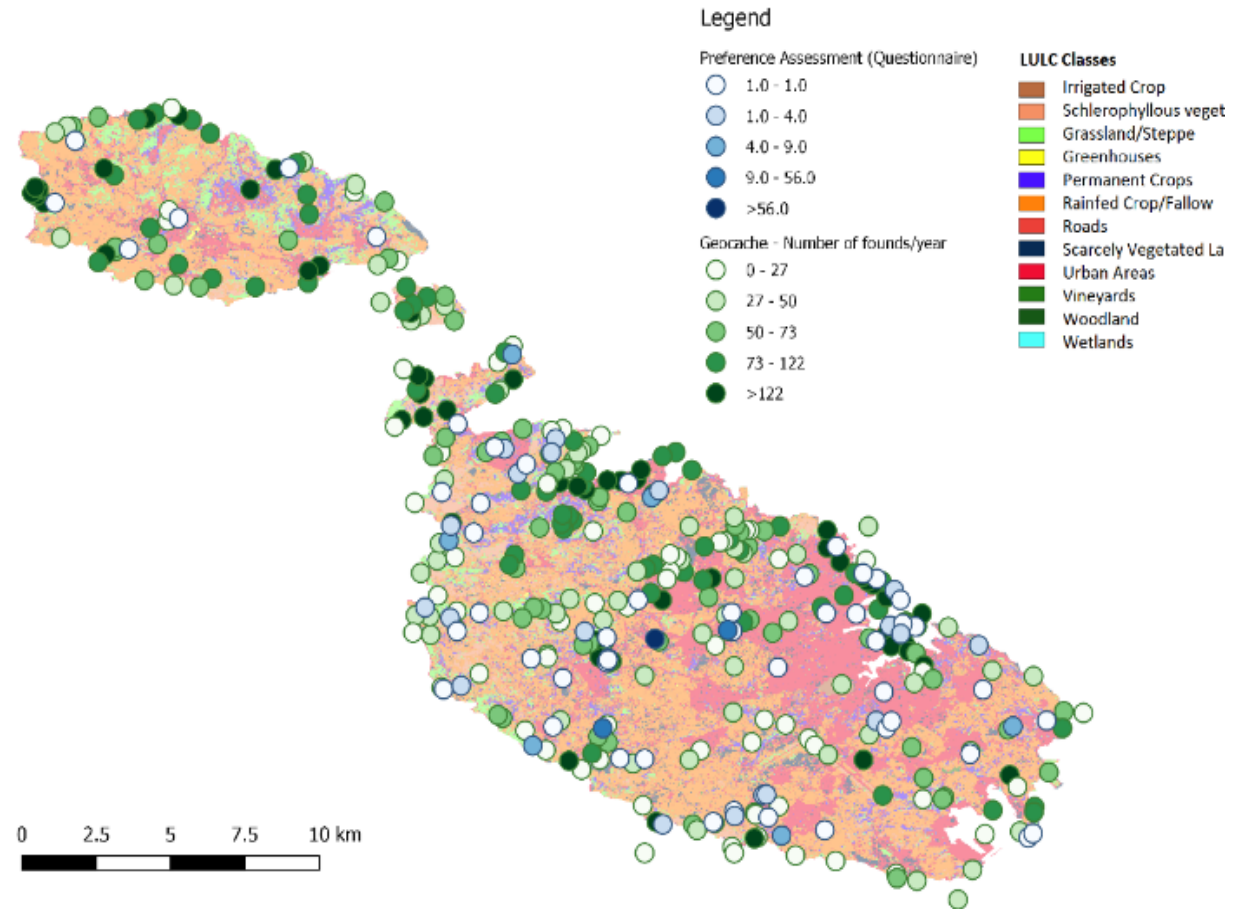 Legend
Preference Assessment (Questionnaire)
1.0 - 1.0
1.0 - 4.0
4.0 - 9.0
9.0 - 56.0
>56.0
Geocache - Number of founds/year
0 - 27
27 - 50
50 - 73
73 - 122
>122
LULC Classes
Irrigated Crop
Schlerophyllous veget
Grassland/Steppe
Greenhouses
Permanent Crops
Rainfed Crop/Fallow
Roads
Scarcely Vegetated La
Urban Areas
Vineyards
Woodland
Wetlands
0 2.5 5 7.5 10 km